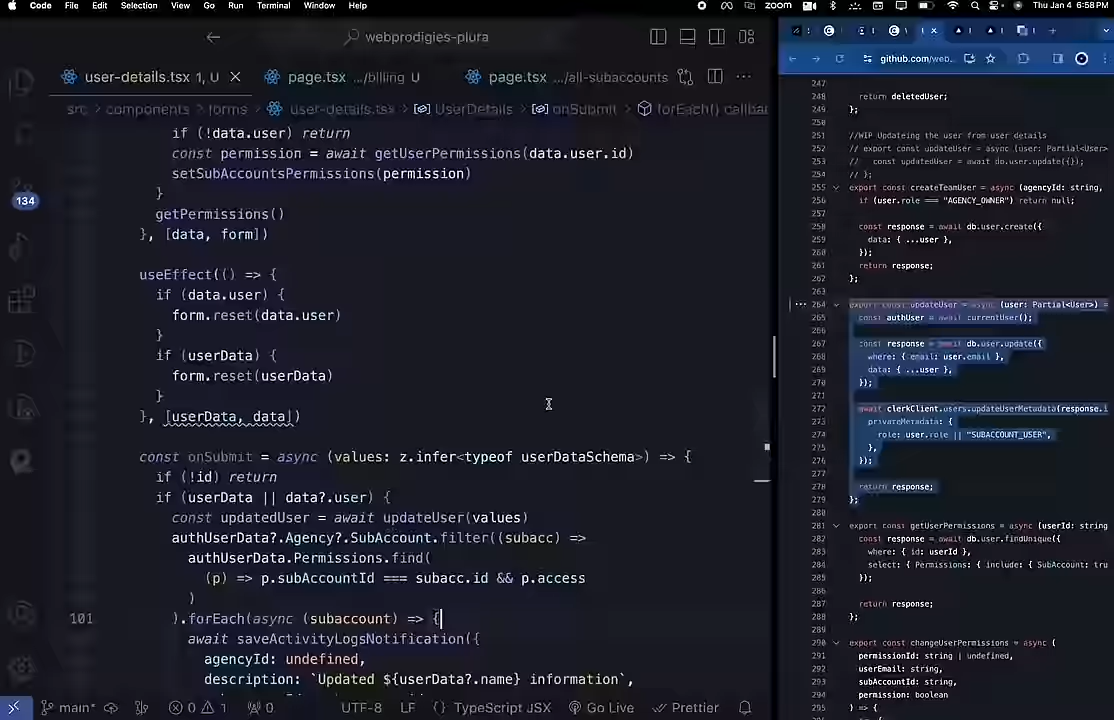 Code File Edit Selection View Go Run Terminal Window Help zoom Thu Jan 4 6:58 PM
webprodigies-plura
user-details.tsx 1, U page.tsx .../billing U page.tsx .../all-subaccounts
src > components > forms > user-details.tsx > UserDetails > onSubmit > forEach() callbac
if (!data.user) return
const permission = await getUserPermissions(data.user.id)
setSubAccountsPermissions(permission)
}
134
getPermissions()
}, [data, form])
useEffect(() => {
if (data.user) {
form.reset(data.user)
}
if (userData) {
form.reset(userData)
}
}, [userData, data])
const onSubmit = async (values: z.infer<typeof userDataSchema>) => {
if (!id) return
if (userData || data?.user) {
const updatedUser = await updateUser(values)
authUserData?.Agency?.SubAccount.filter((subacc) =>
authUserData.Permissions.find(
(p) => p.subAccountId === subacc.id && p.access
)
101 ).forEach(async (subaccount) => {
await saveActivityLogsNotification({
agencyId: undefined,
description: `Updated ${userData?.name} information`,
main* 0 1 0 UTF-8 LF {} TypeScript JSX Go Live Prettier
github.com/web...
247
248 return deletedUser;
249 };
250
251 //WIP Updateing the user from user details
252 // export const updateUser = async (user: Partial<User>
253 // const updatedUser = await db.user.update({});
254 // };
255 export const createTeamUser = async (agencyId: string,
256 if (user.role === "AGENCY_OWNER") return null;
257
258 const response = await db.user.create({
259 data: { ...user },
260 });
261 return response;
262 };
263
264 export const updateUser = async (user: Partial<User>) =
265 const authUser = await currentUser();
266
267 const response = await db.user.update({
268 where: { email: user.email },
269 data: { ...user },
270 });
271
272 await clerkClient.users.updateUserMetadata(response.i
273 privateMetadata: {
274 role: user.role || "SUBACCOUNT_USER",
275 },
276 });
277
278 return response;
279 };
280
281 export const getUserPermissions = async (userId: string
282 const response = await db.user.findUnique({
283 where: { id: userId },
284 select: { Permissions: { include: { SubAccount: tru
285 });
286
287 return response;
288 };
289
290 export const changeUserPermissions = async (
291 permissionId: string | undefined,
292 userEmail: string,
293 subAccountId: string,
294 permission: boolean
295 ) => {